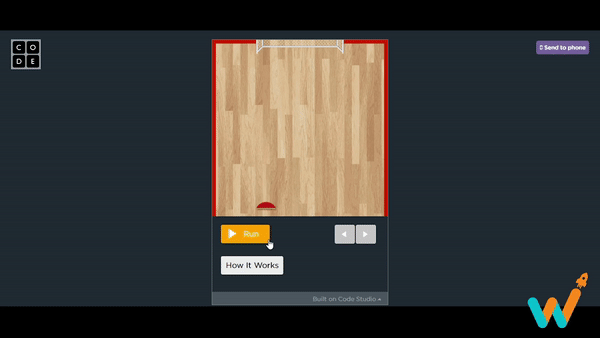 C O
D E
Send to phone
Run
How It Works
Built on Code Studio
W